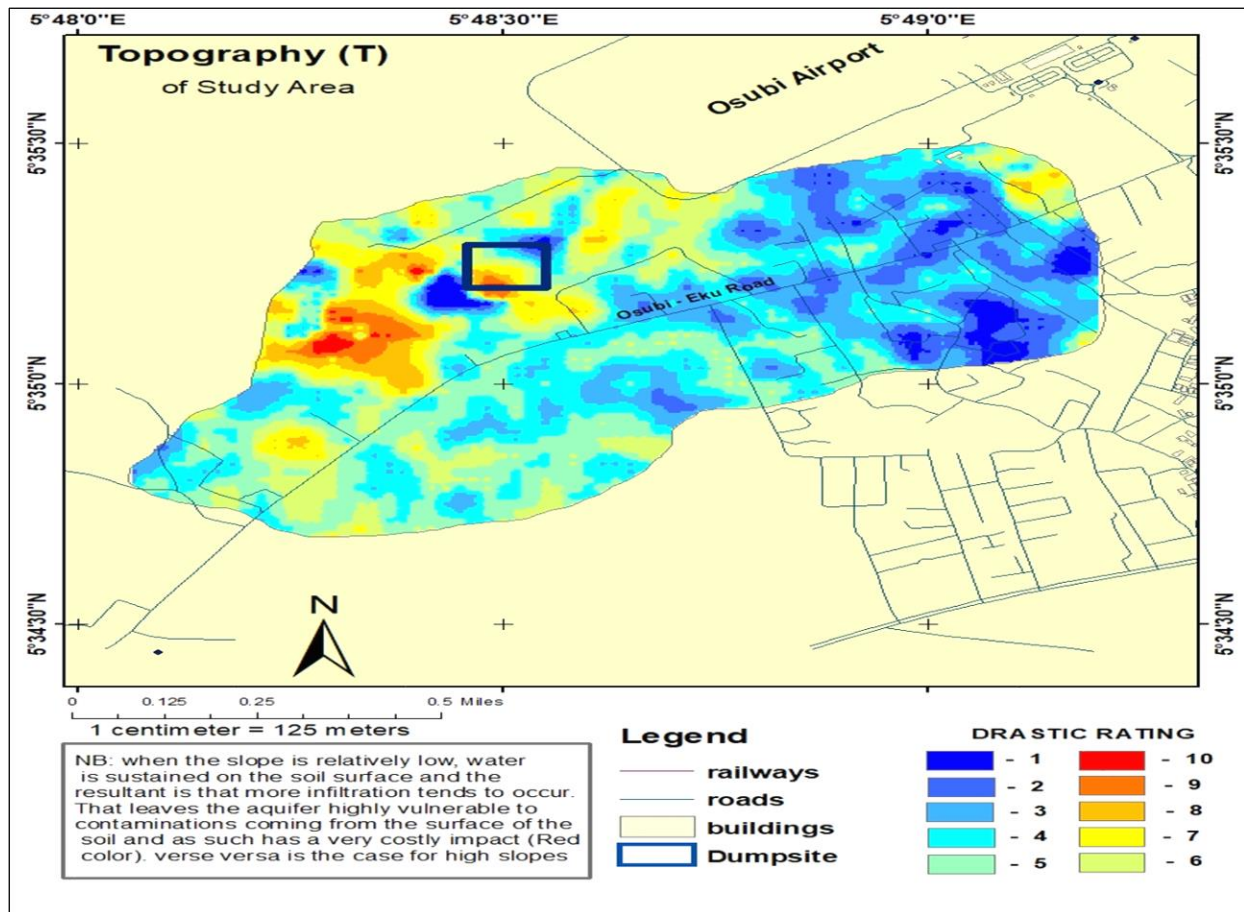 5°48'0"E 5°48'30"E 5°49'0"E
Topography (T)
of Study Area
Osubi Airport
5°35'30"N 5°35'30"N
Osubi - Eku Road
5°35'0"N 5°35'0"N
5°34'30"N 5°34'30"N
N
0 0.125 0.25 0.5 Miles
1 centimeter = 125 meters
NB: when the slope is relatively low, water
is sustained on the soil surface and the
resultant is that more infiltration tends to occur.
That leaves the aquifer highly vulnerable to
contaminations coming from the surface of the
soil and as such has a very costly impact (Red
color). verse versa is the case for high slopes
Legend
railways
roads
buildings
Dumpsite
DRASTIC RATING
- 1 - 10
- 2 - 9
- 3 - 8
- 4 - 7
- 5 - 6